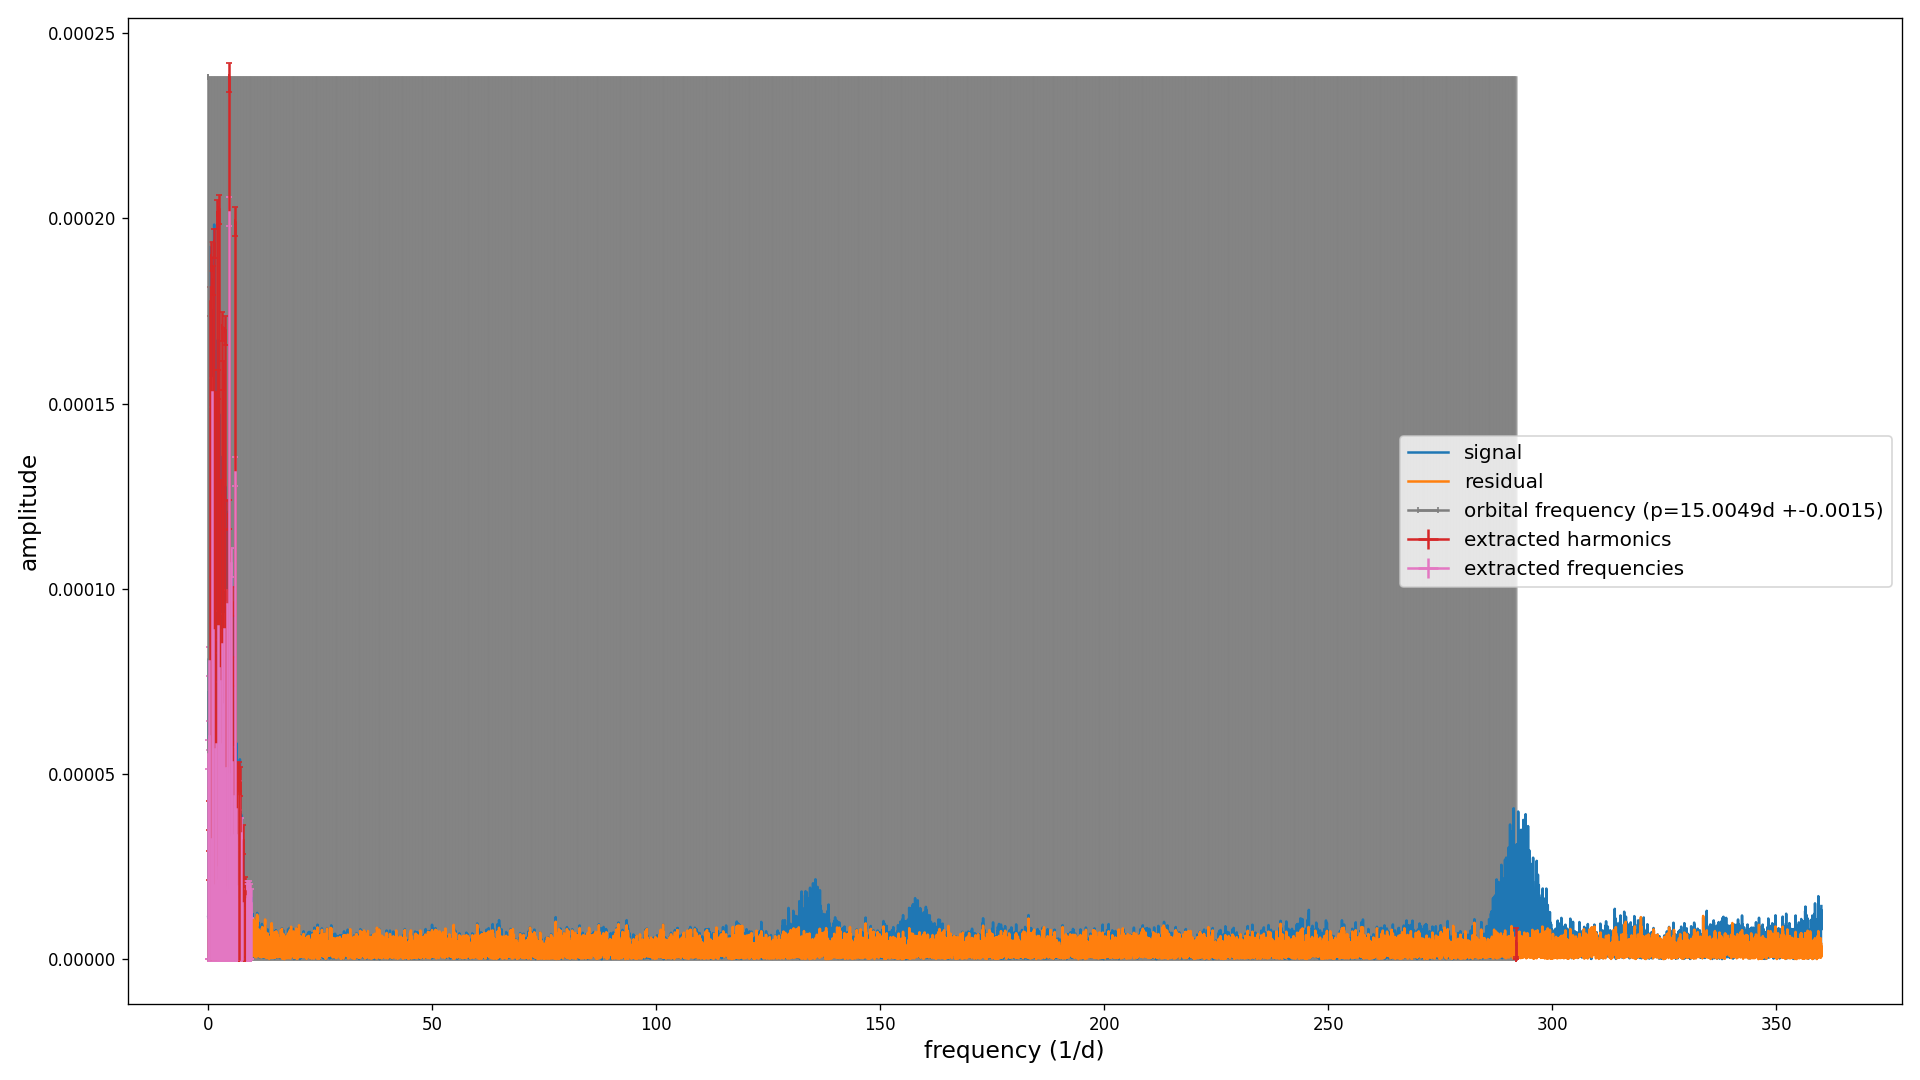 0.00025
0.00020
0.00015
0.00010
0.00005
0.00000
amplitude
signal
residual
orbital frequency (p=15.0049d +-0.0015)
extracted harmonics
extracted frequencies
0 50 100 150 200 250 300 350
frequency (1/d)